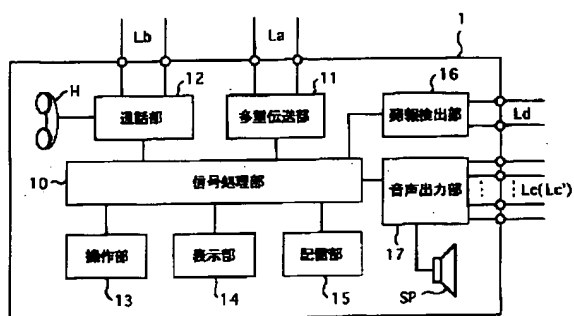 Lb
La
1
H
12
11
16
通話部
多重伝送部
発報検出部
Ld
10
信号処理部
音声出力部
Lc(Lc')
操作部
表示部
記憶部
17
SP
13
14
15